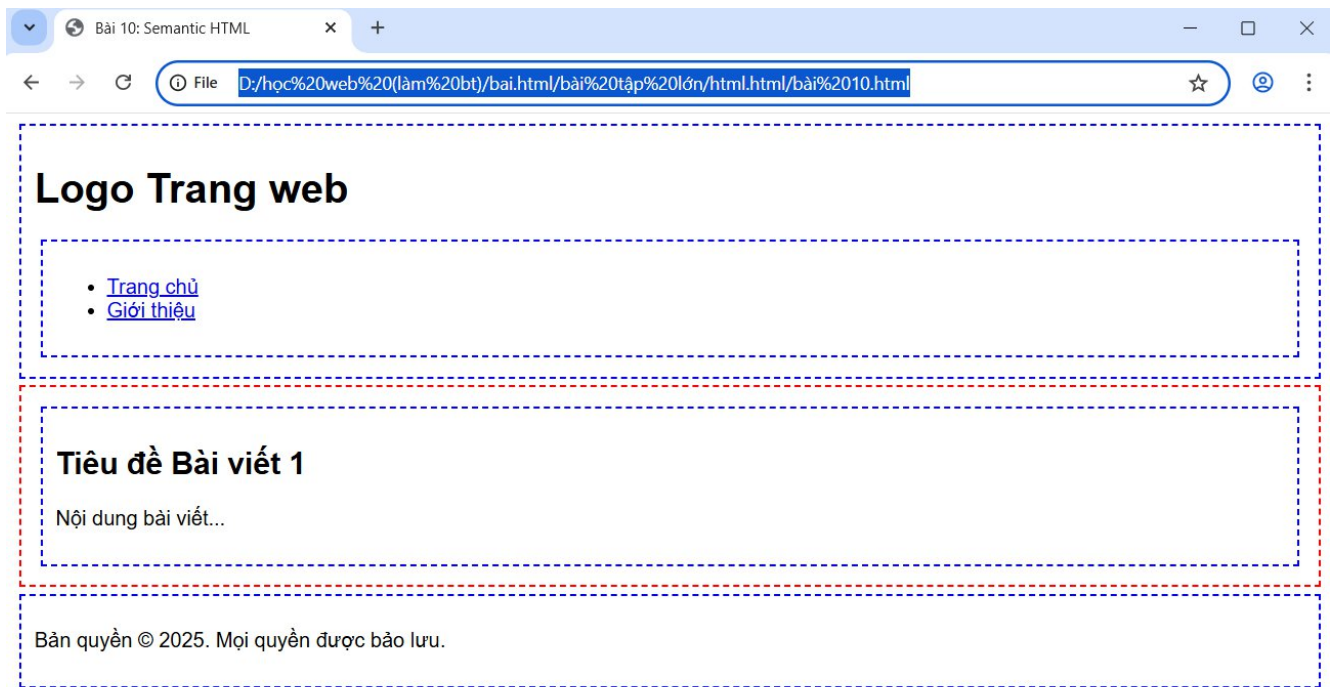 Bài 10: Semantic HTML
File D:/học%20web%20(làm%20bt)/bai.html/bài%20tập%20lớn/html.html/bài%2010.html
Logo Trang web
Trang chủ
Giới thiệu
Tiêu đề Bài viết 1
Nội dung bài viết...
Bản quyền © 2025. Mọi quyền được bảo lưu.